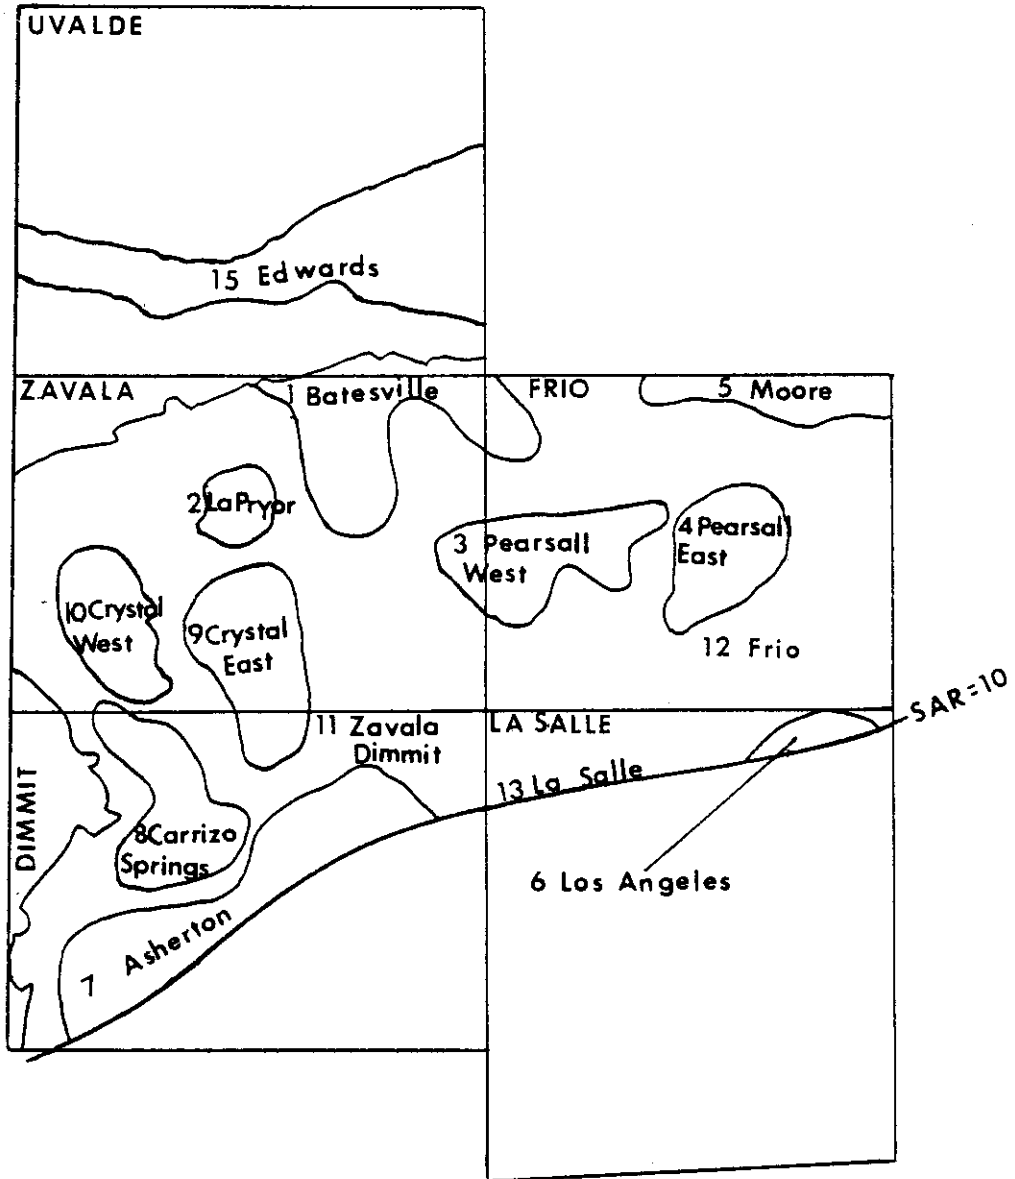 UVALDE
15 Edwards
ZAVALA
1 Batesville
FRIO
5 Moore
2 La Pryor
3 Pearsall
West
4 Pearsall
East
10 Crystal
West
9 Crystal
East
12 Frio
SAR=10
11 Zavala
Dimmit
LA SALLE
13 La Salle
DIMMIT
8 Carrizo
Springs
6 Los Angeles
7 Asherton